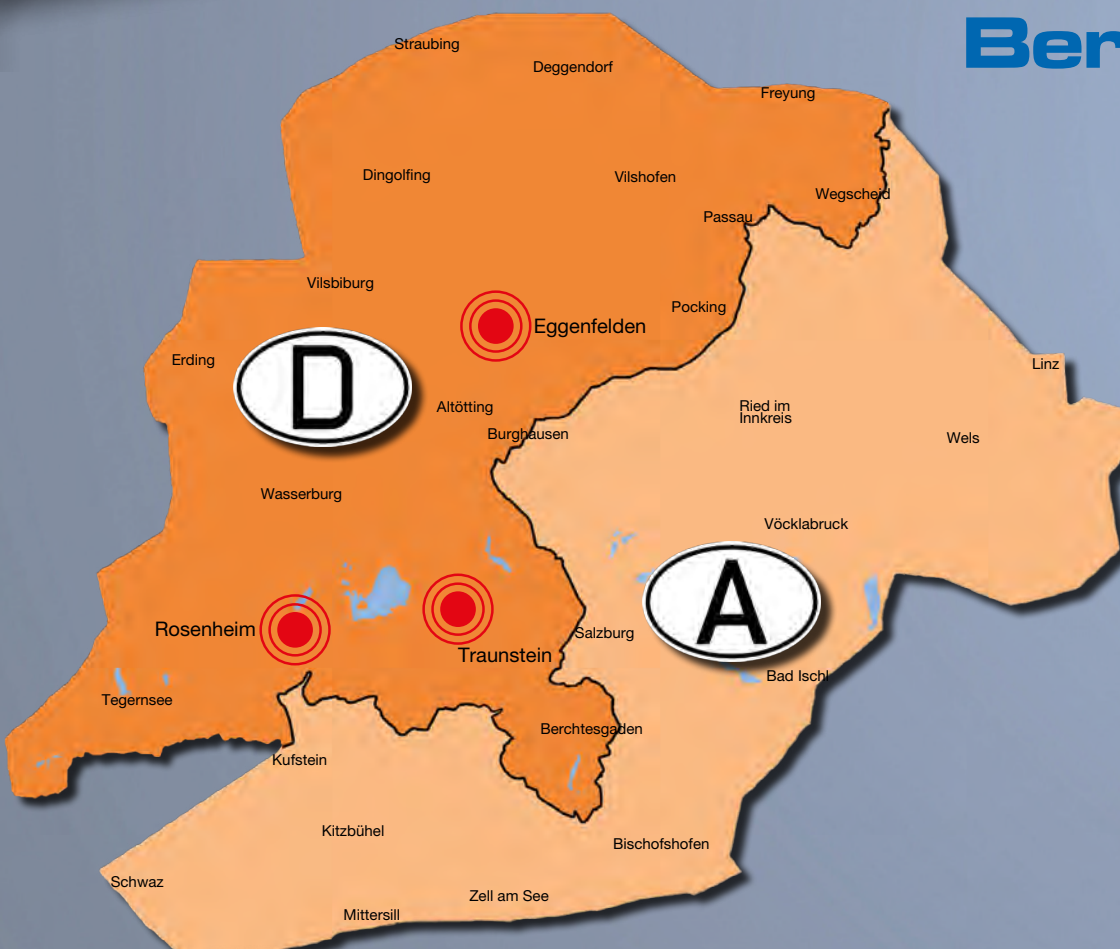 Ber
Straubing
Deggendorf
Freyung
Dingolfing
Vilshofen
Wegscheid
Passau
Vilsbiburg
Pocking
Eggenfelden
Erding
D
Linz
Altötting
Ried im
Innkreis
Burghausen
Wels
Wasserburg
Vöcklabruck
A
Rosenheim
Salzburg
Traunstein
Bad Ischl
Tegernsee
Berchtesgaden
Kufstein
Kitzbühel
Bischofshofen
Schwaz
Zell am See
Mittersill